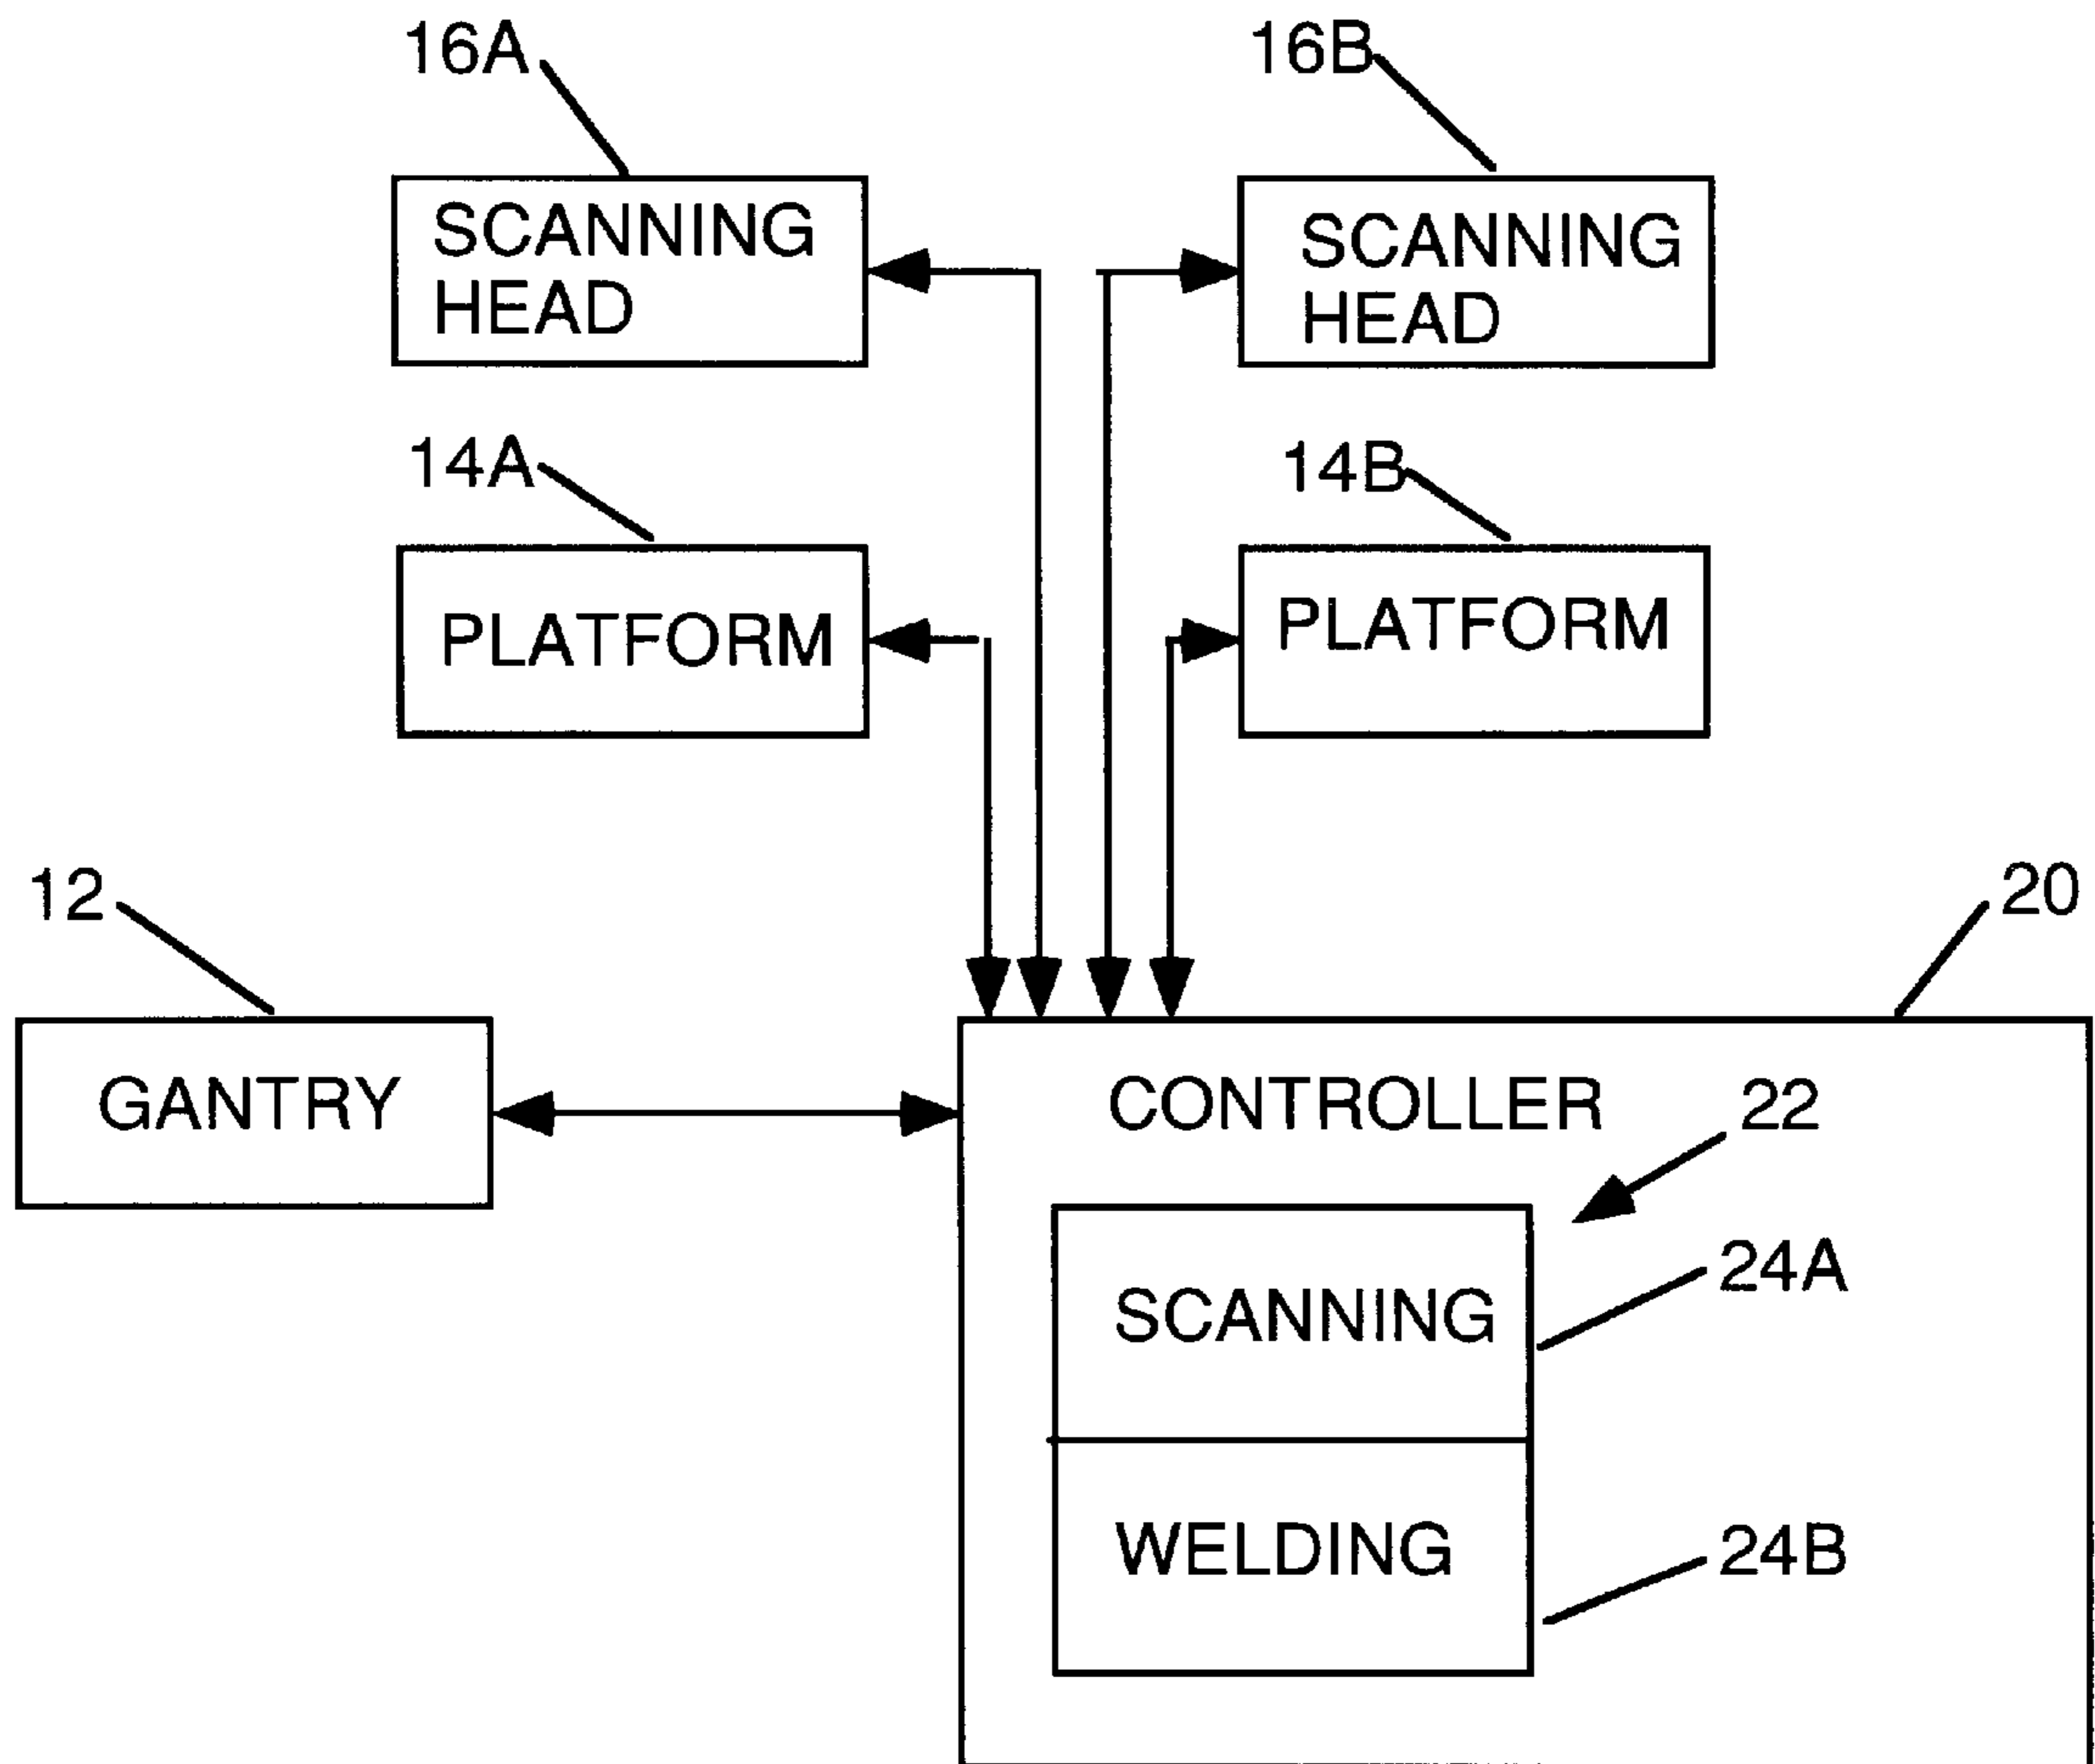 16A
16B
SCANNING
HEAD
SCANNING
HEAD
14A
14B
PLATFORM
PLATFORM
12
20
GANTRY
CONTROLLER
22
SCANNING
24A
WELDING
24B